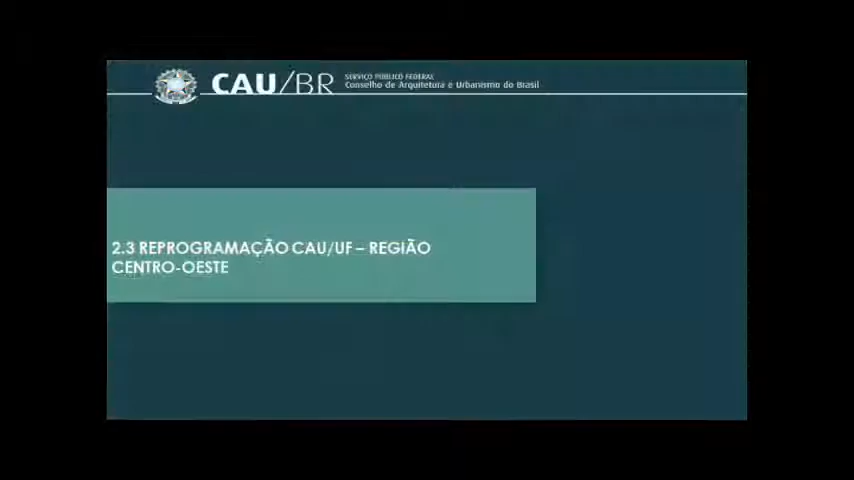 CAU/BR
SERVIÇO PÚBLICO FEDERAL
Conselho de Arquitetura e Urbanismo do Brasil
2.3 REPROGRAMAÇÃO CAU/UF – REGIÃO
CENTRO-OESTE